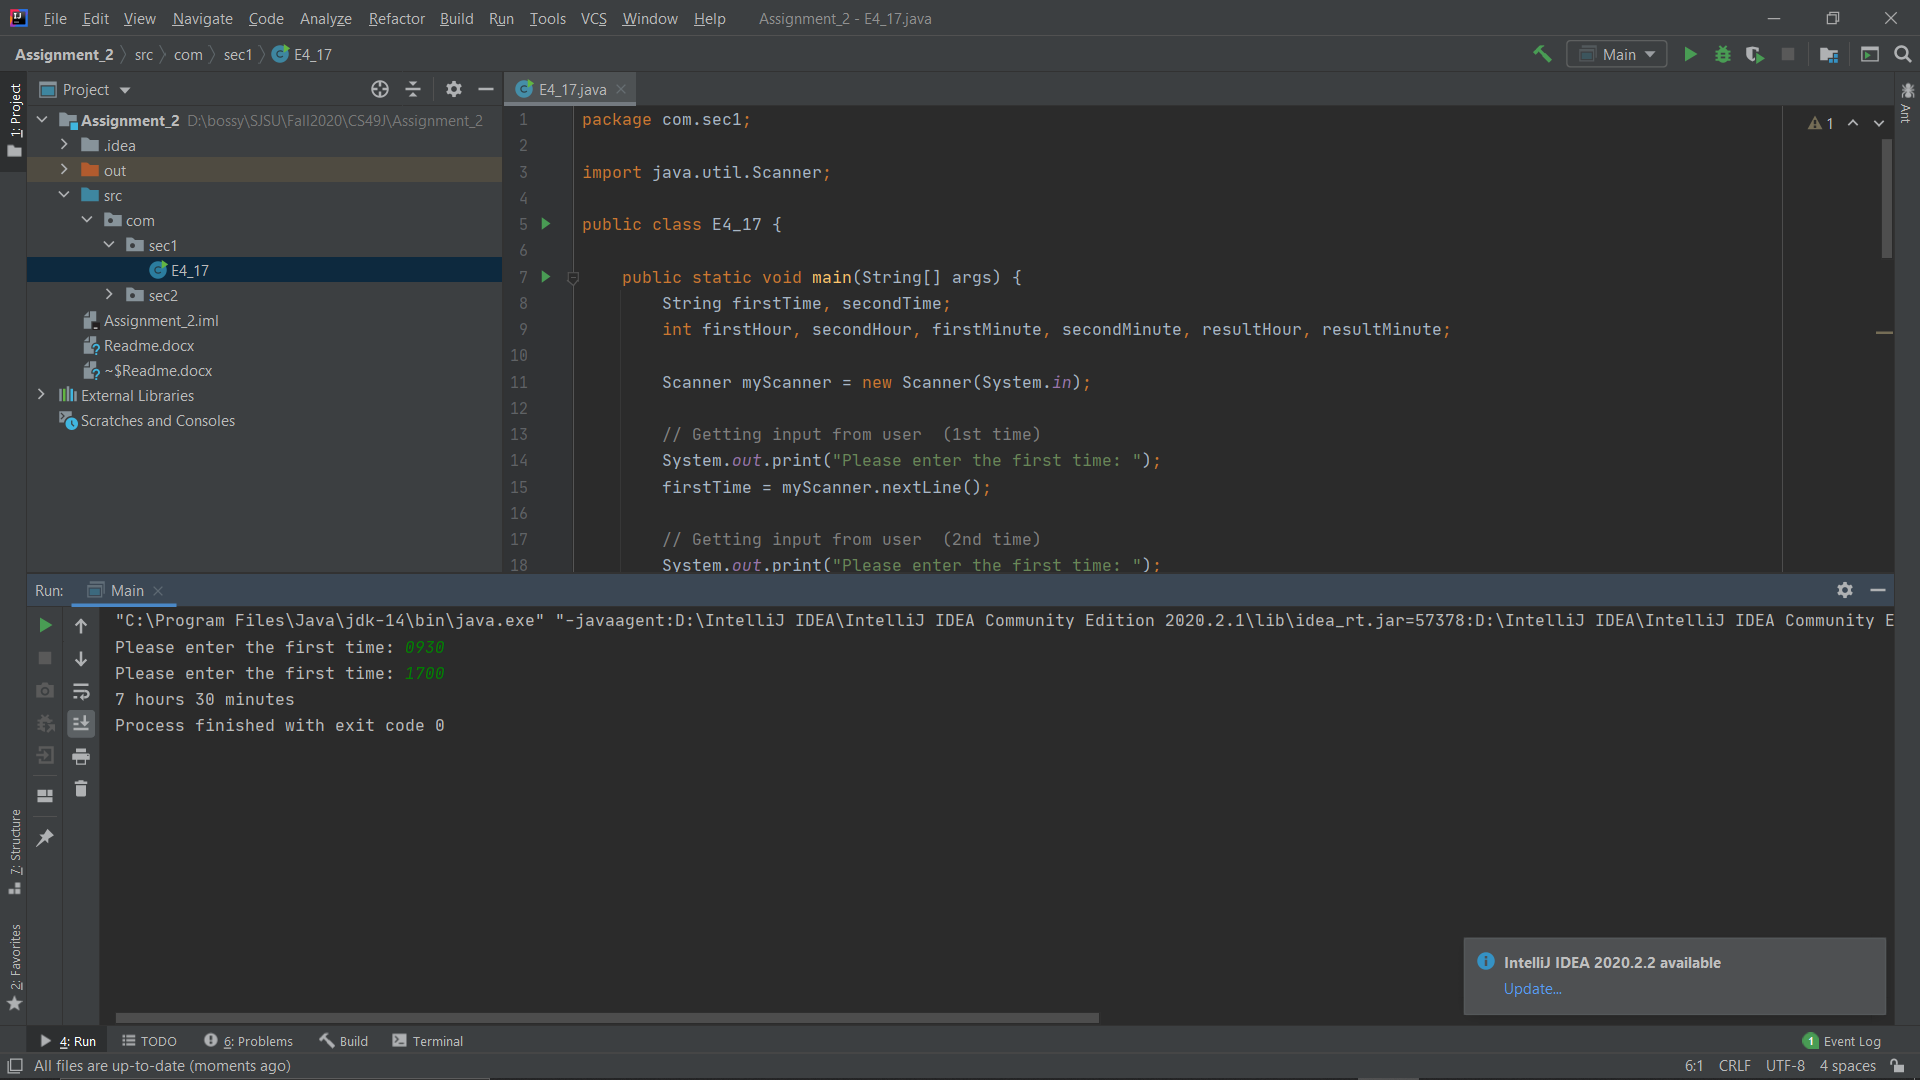 File Edit View Navigate Code Analyze Refactor Build Run Tools VCS Window Help Assignment_2 - E4_17.java
Assignment_2 src com sec1 E4_17
Main
1: Project
Project
Assignment_2 D:\bossy\SJSU\Fall2020\CS49J\Assignment_2
.idea
out
src
com
sec1
E4_17
sec2
Assignment_2.iml
Readme.docx
~$Readme.docx
External Libraries
Scratches and Consoles
E4_17.java
1 package com.sec1;
2
3 import java.util.Scanner;
4
5 public class E4_17 {
6
7 public static void main(String[] args) {
8 String firstTime, secondTime;
9 int firstHour, secondHour, firstMinute, secondMinute, resultHour, resultMinute;
10
11 Scanner myScanner = new Scanner(System.in);
12
13 // Getting input from user  (1st time)
14 System.out.print("Please enter the first time: ");
15 firstTime = myScanner.nextLine();
16
17 // Getting input from user  (2nd time)
18 System.out.print("Please enter the first time: ");
1
Ant
Run: Main
"C:\Program Files\Java\jdk-14\bin\java.exe" "-javaagent:D:\IntelliJ IDEA\IntelliJ IDEA Community Edition 2020.2.1\lib\idea_rt.jar=57378:D:\IntelliJ IDEA\IntelliJ IDEA Community E
Please enter the first time: 0930
Please enter the first time: 1700
7 hours 30 minutes
Process finished with exit code 0
7: Structure
2: Favorites
IntelliJ IDEA 2020.2.2 available
Update...
4: Run TODO 6: Problems Build Terminal
1 Event Log
All files are up-to-date (moments ago)
6:1 CRLF UTF-8 4 spaces